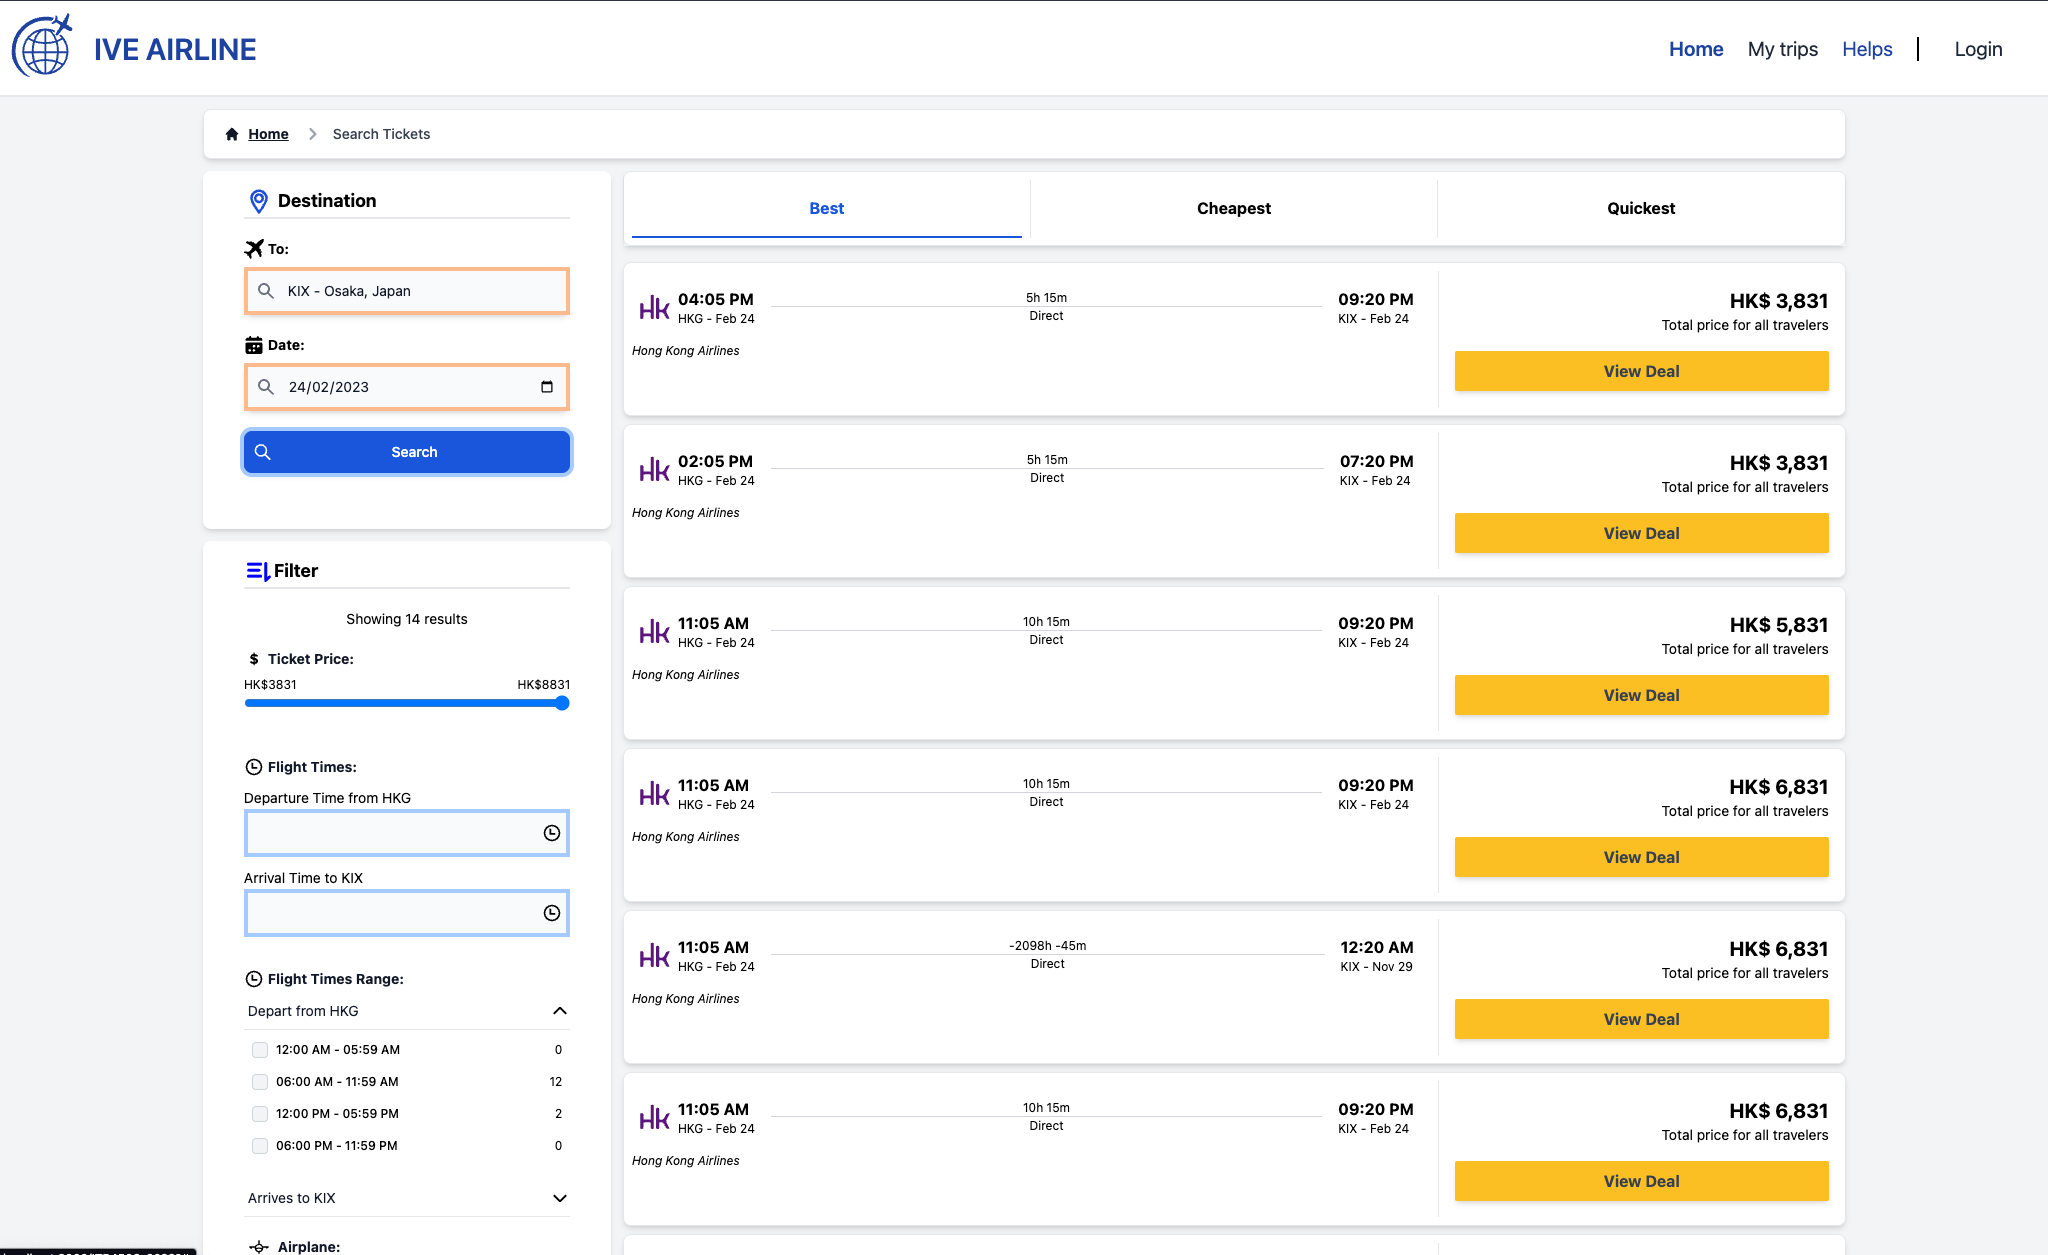 IVE AIRLINE
Home My trips Helps Login
Home Search Tickets
Destination
To:
KIX - Osaka, Japan
Date:
24/02/2023
Search
Filter
Showing 14 results
$ Ticket Price:
HK$3831 HK$8831
Flight Times:
Departure Time from HKG
Arrival Time to KIX
Flight Times Range:
Depart from HKG
12:00 AM - 05:59 AM 0
06:00 AM - 11:59 AM 12
12:00 PM - 05:59 PM 2
06:00 PM - 11:59 PM 0
Arrives to KIX
Airplane:
Best Cheapest Quickest
04:05 PM 5h 15m 09:20 PM HK$ 3,831
HKG - Feb 24 Direct KIX - Feb 24 Total price for all travelers
Hong Kong Airlines
View Deal
02:05 PM 5h 15m 07:20 PM HK$ 3,831
HKG - Feb 24 Direct KIX - Feb 24 Total price for all travelers
Hong Kong Airlines
View Deal
11:05 AM 10h 15m 09:20 PM HK$ 5,831
HKG - Feb 24 Direct KIX - Feb 24 Total price for all travelers
Hong Kong Airlines
View Deal
11:05 AM 10h 15m 09:20 PM HK$ 6,831
HKG - Feb 24 Direct KIX - Feb 24 Total price for all travelers
Hong Kong Airlines
View Deal
11:05 AM -2098h -45m 12:20 AM HK$ 6,831
HKG - Feb 24 Direct KIX - Nov 29 Total price for all travelers
Hong Kong Airlines
View Deal
11:05 AM 10h 15m 09:20 PM HK$ 6,831
HKG - Feb 24 Direct KIX - Feb 24 Total price for all travelers
Hong Kong Airlines
View Deal